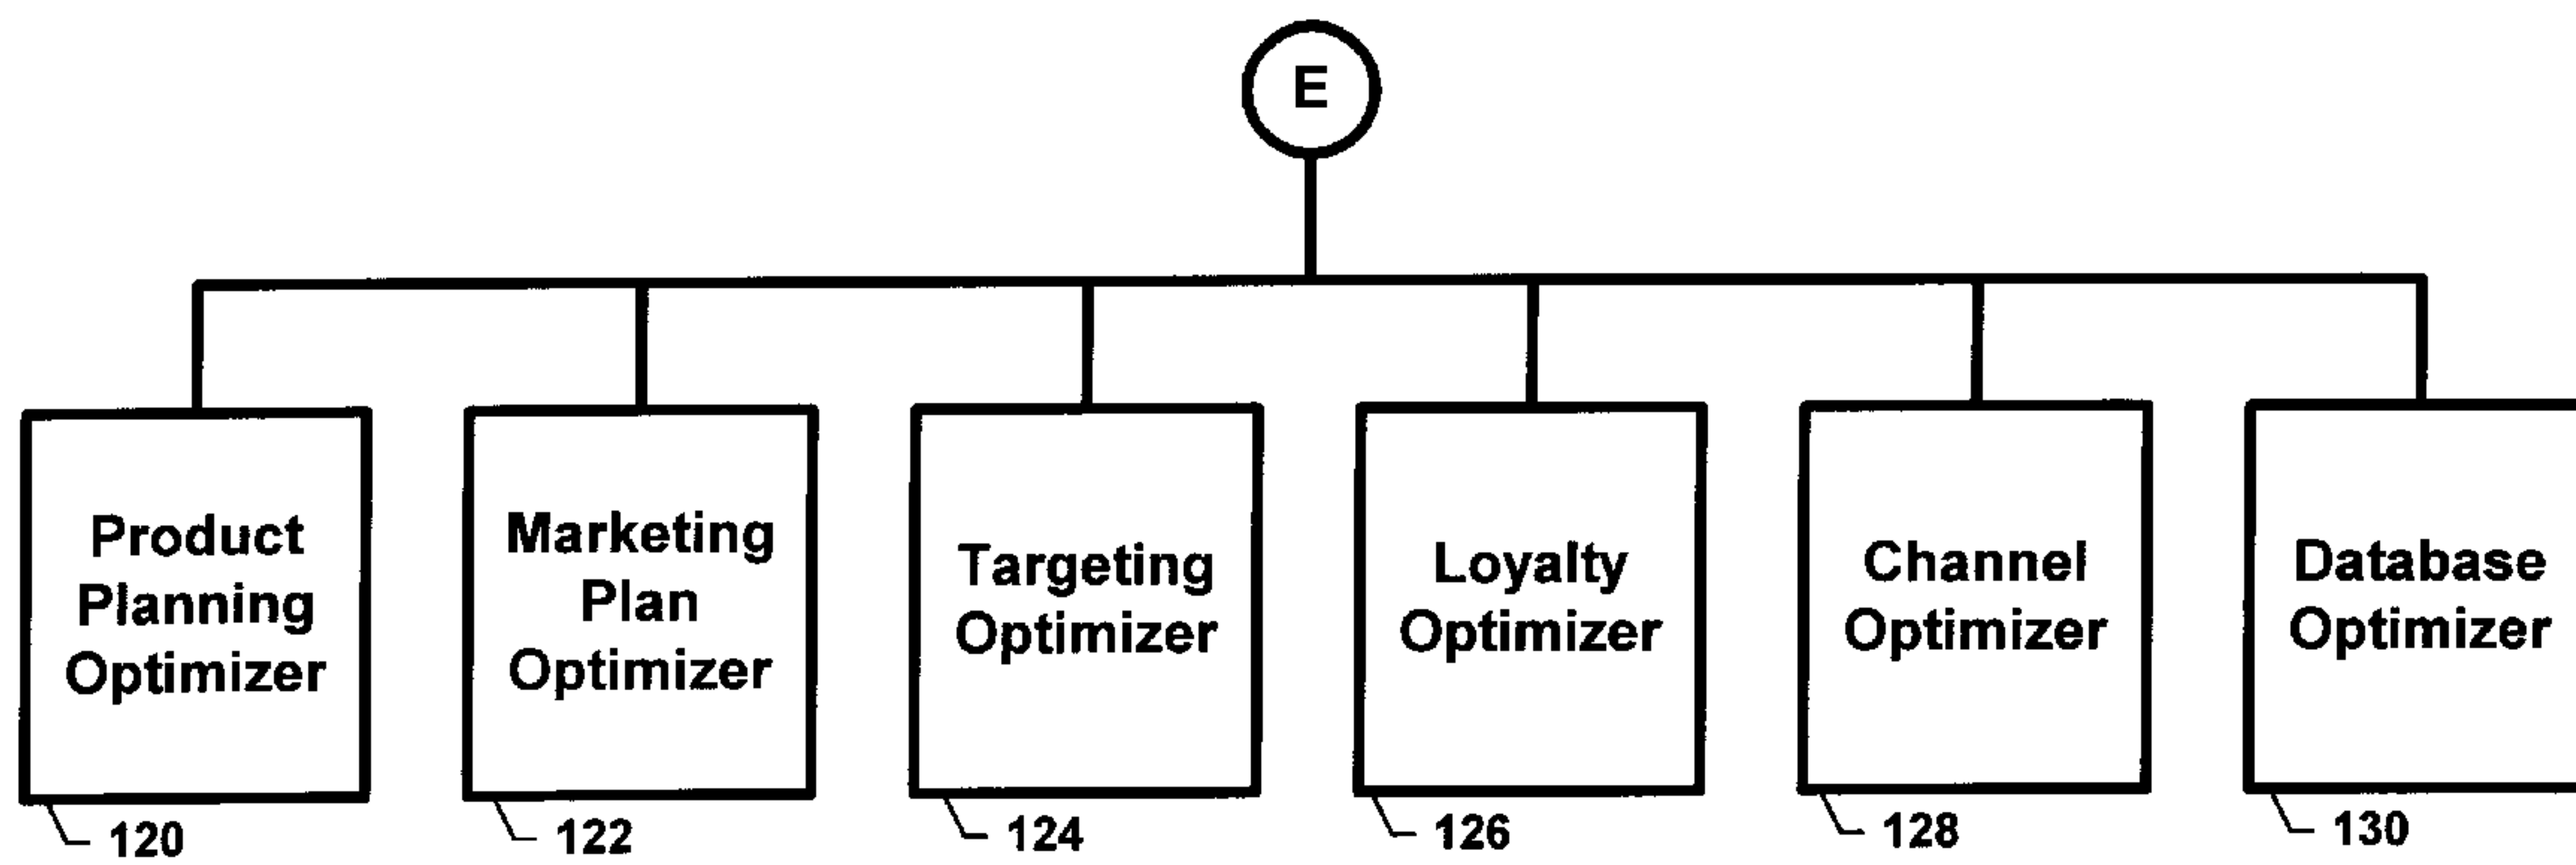 E
Product
Planning
Optimizer
120
Marketing
Plan
Optimizer
122
Targeting
Optimizer
124
Loyalty
Optimizer
126
Channel
Optimizer
128
Database
Optimizer
130